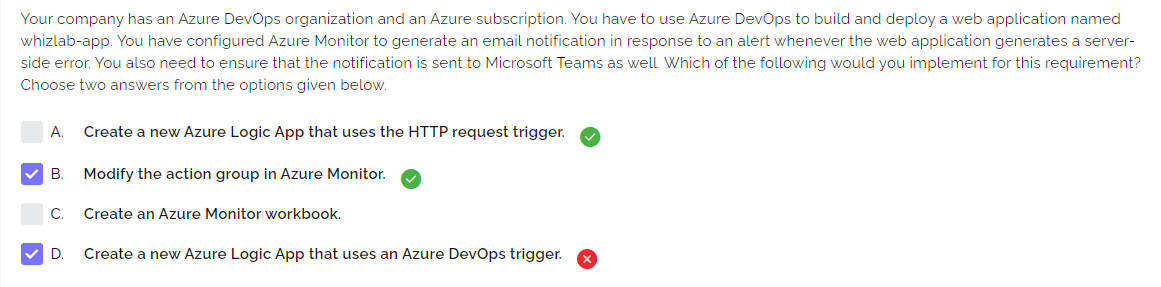 Your company has an Azure DevOps organization and an Azure subscription. You have to use Azure DevOps to build and deploy a web application named
whizlab-app. You have configured Azure Monitor to generate an email notification in response to an alert whenever the web application generates a server-
side error. You also need to ensure that the notification is sent to Microsoft Teams as well. Which of the following would you implement for this requirement?
Choose two answers from the options given below.
A. Create a new Azure Logic App that uses the HTTP request trigger.
B. Modify the action group in Azure Monitor.
C. Create an Azure Monitor workbook.
D. Create a new Azure Logic App that uses an Azure DevOps trigger.